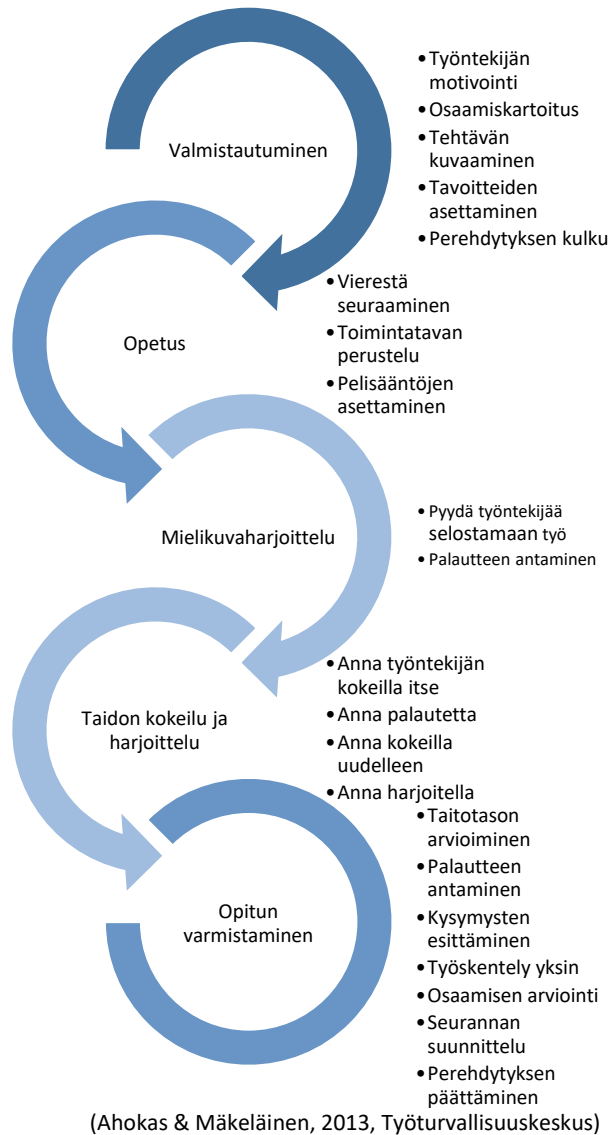 Valmistautuminen
• Työntekijän
motivointi
• Osaamiskartoitus
• Tehtävän
kuvaaminen
• Tavoitteiden
asettaminen
• Perehdytyksen kulku
Opetus
• Vierestä
seuraaminen
• Toimintatavan
perustelu
• Pelisääntöjen
asettaminen
Mielikuvaharjoittelu
• Pyydä työntekijää
selostamaan työ
• Palautteen antaminen
Taidon kokeilu ja
harjoittelu
• Anna työntekijän
kokeilla itse
• Anna palautetta
• Anna kokeilla
uudelleen
• Anna harjoitella
Opitun
varmistaminen
• Taitotason
arvioiminen
• Palautteen
antaminen
• Kysymysten
esittäminen
• Työskentely yksin
• Osaamisen arviointi
• Seurannan
suunnittelu
• Perehdytyksen
päättäminen
(Ahokas & Mäkeläinen, 2013, Työturvallisuuskeskus)